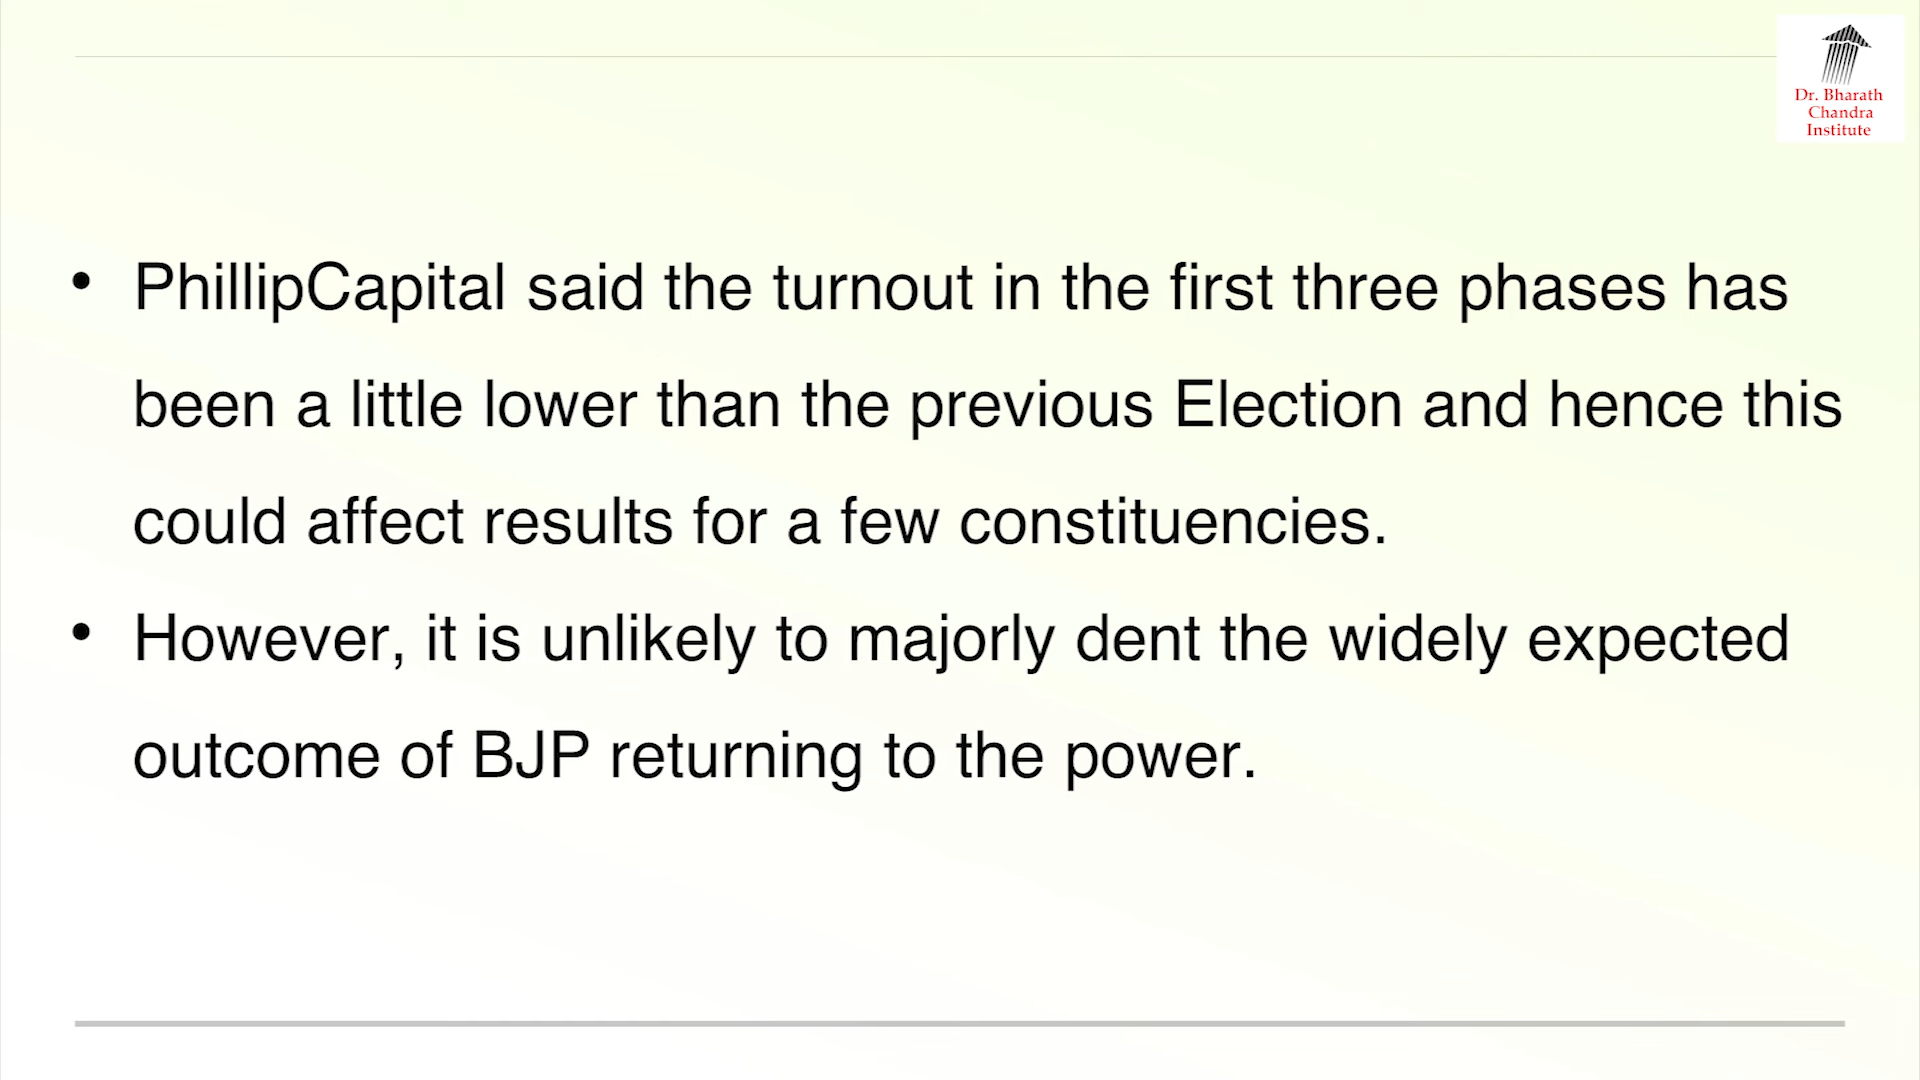 Dr. Bharath
Chandra
Institute
• PhillipCapital said the turnout in the first three phases has
been a little lower than the previous Election and hence this
could affect results for a few constituencies.
• However, it is unlikely to majorly dent the widely expected
outcome of BJP returning to the power.